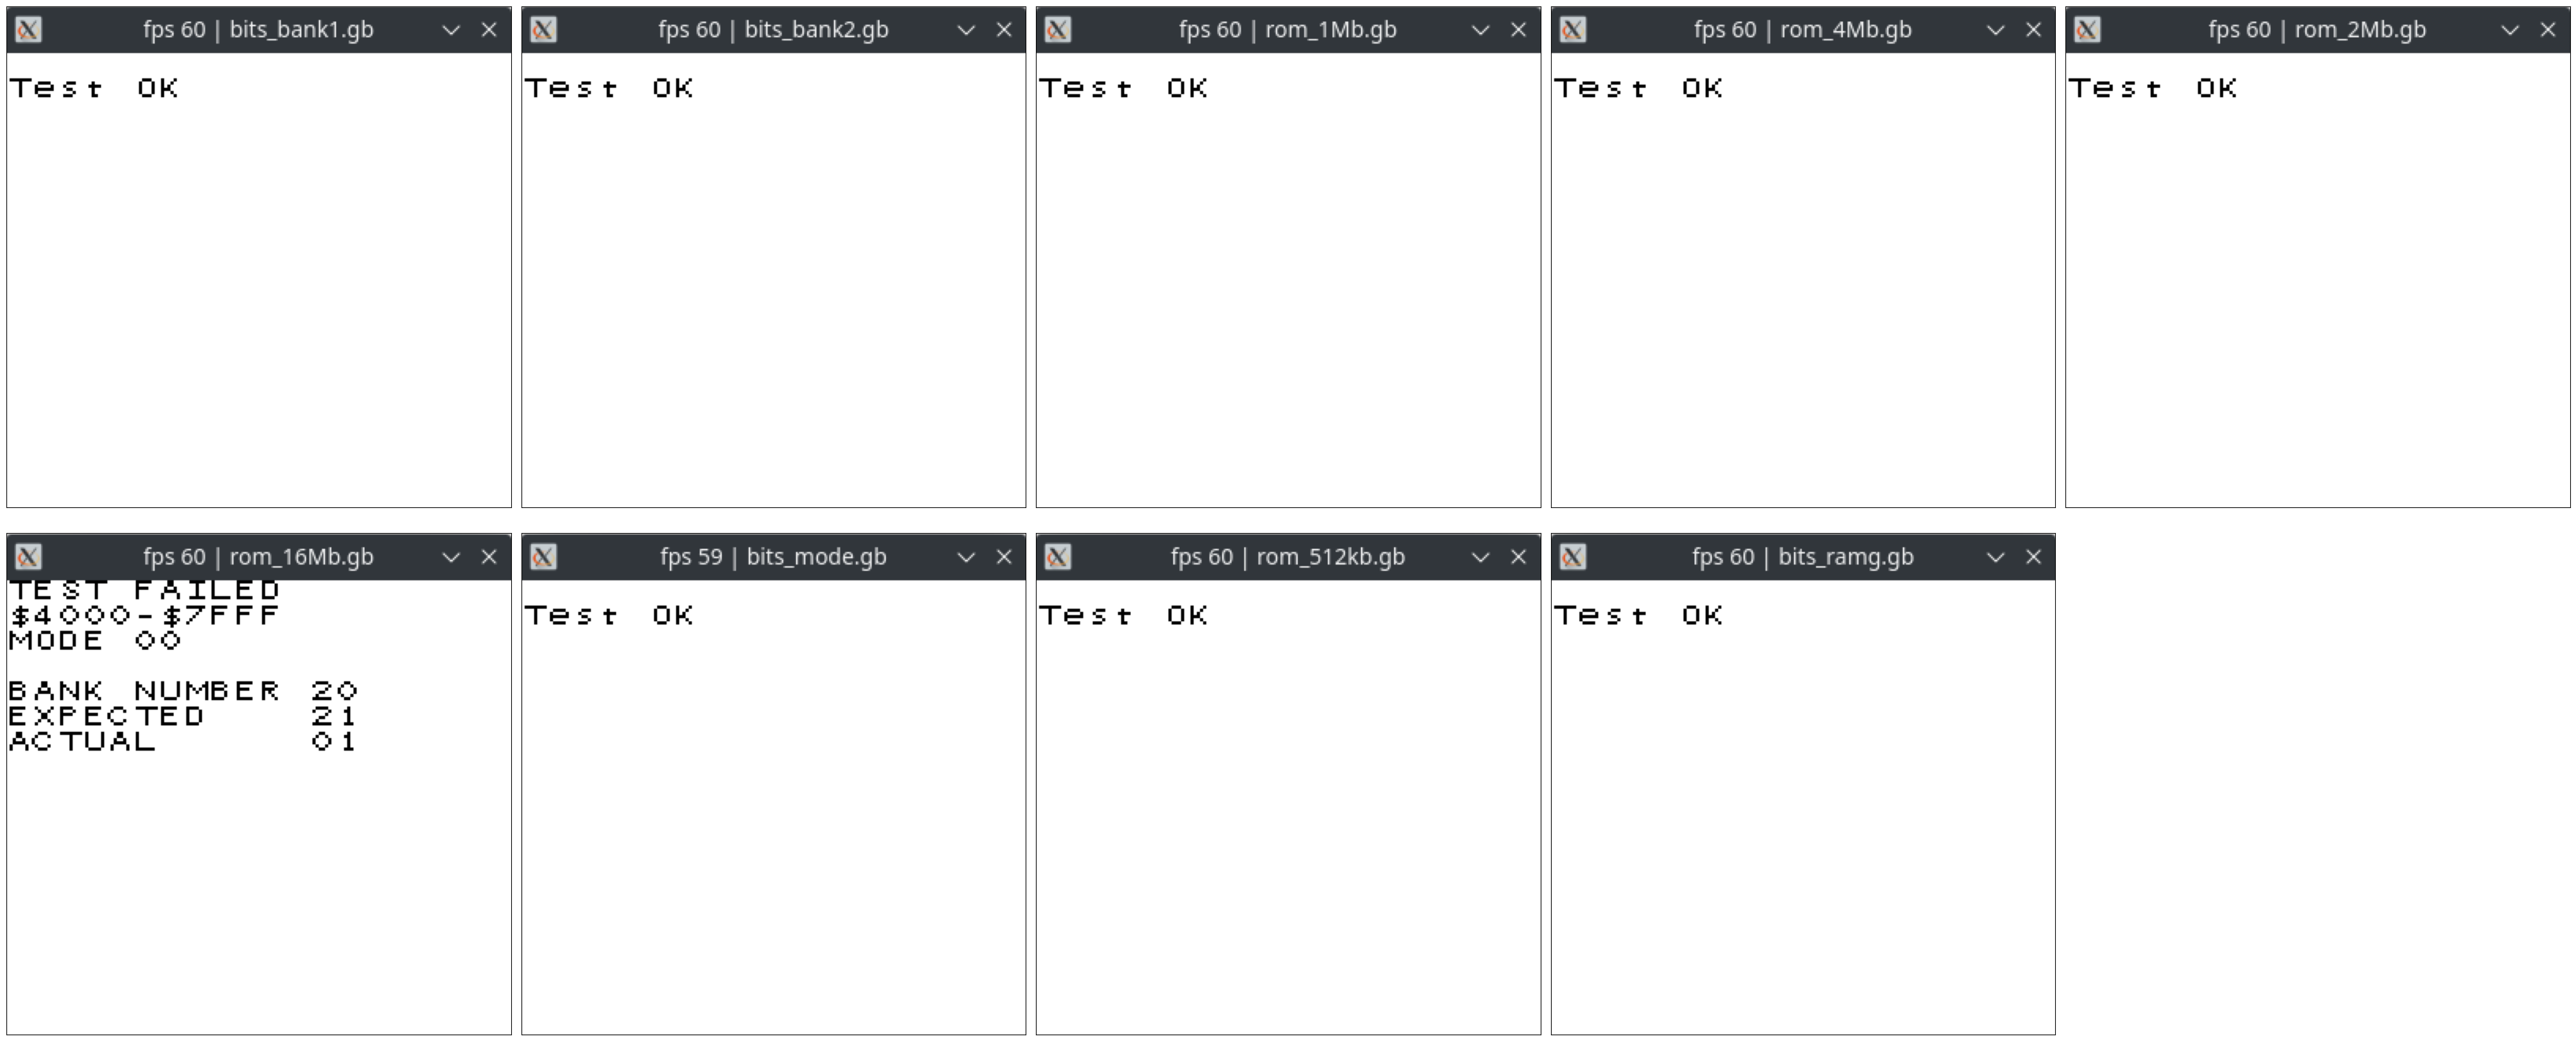 fps 60 | bits_bank1.gb
Test OK
fps 60 | bits_bank2.gb
Test OK
fps 60 | rom_1Mb.gb
Test OK
fps 60 | rom_4Mb.gb
Test OK
fps 60 | rom_2Mb.gb
Test OK
fps 60 | rom_16Mb.gb
TEST FAILED
$4000-$7FFF
MODE 00
BANK NUMBER 20
EXPECTED 21
ACTUAL 01
fps 59 | bits_mode.gb
Test OK
fps 60 | rom_512kb.gb
Test OK
fps 60 | bits_ramg.gb
Test OK